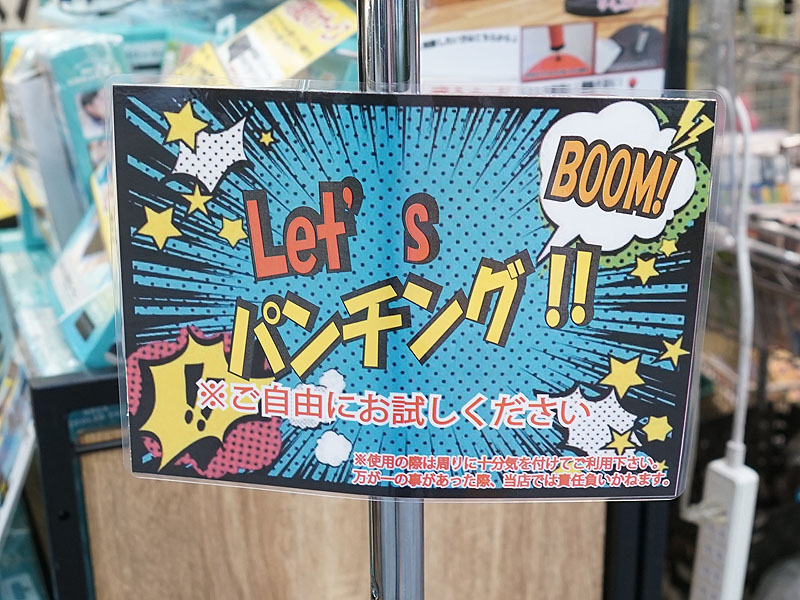 BOOM!
Let's
パンチング!!
!!
※ご自由にお試しください
※使用の際は周りに十分気を付けてご利用下さい。
万が一の事があった際、当店では責任負いかねます。